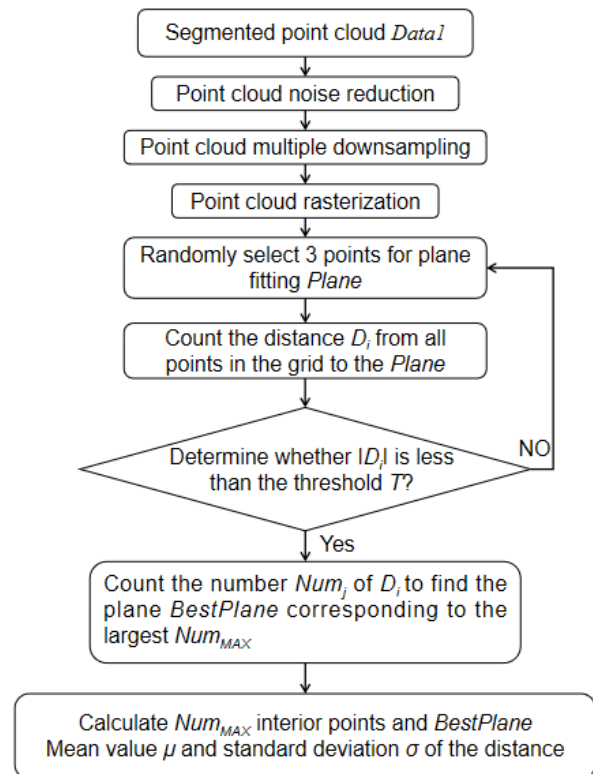 Segmented point cloud Data1
Point cloud noise reduction
Point cloud multiple downsampling
Point cloud rasterization
Randomly select 3 points for plane
fitting Plane
Count the distance Di from all
points in the grid to the Plane
Determine whether |Di| is less
than the threshold T?
NO
Yes
Count the number Numj of Di to find the
plane BestPlane corresponding to the
largest NumMAX
Calculate NumMAX interior points and BestPlane
Mean value μ and standard deviation σ of the distance